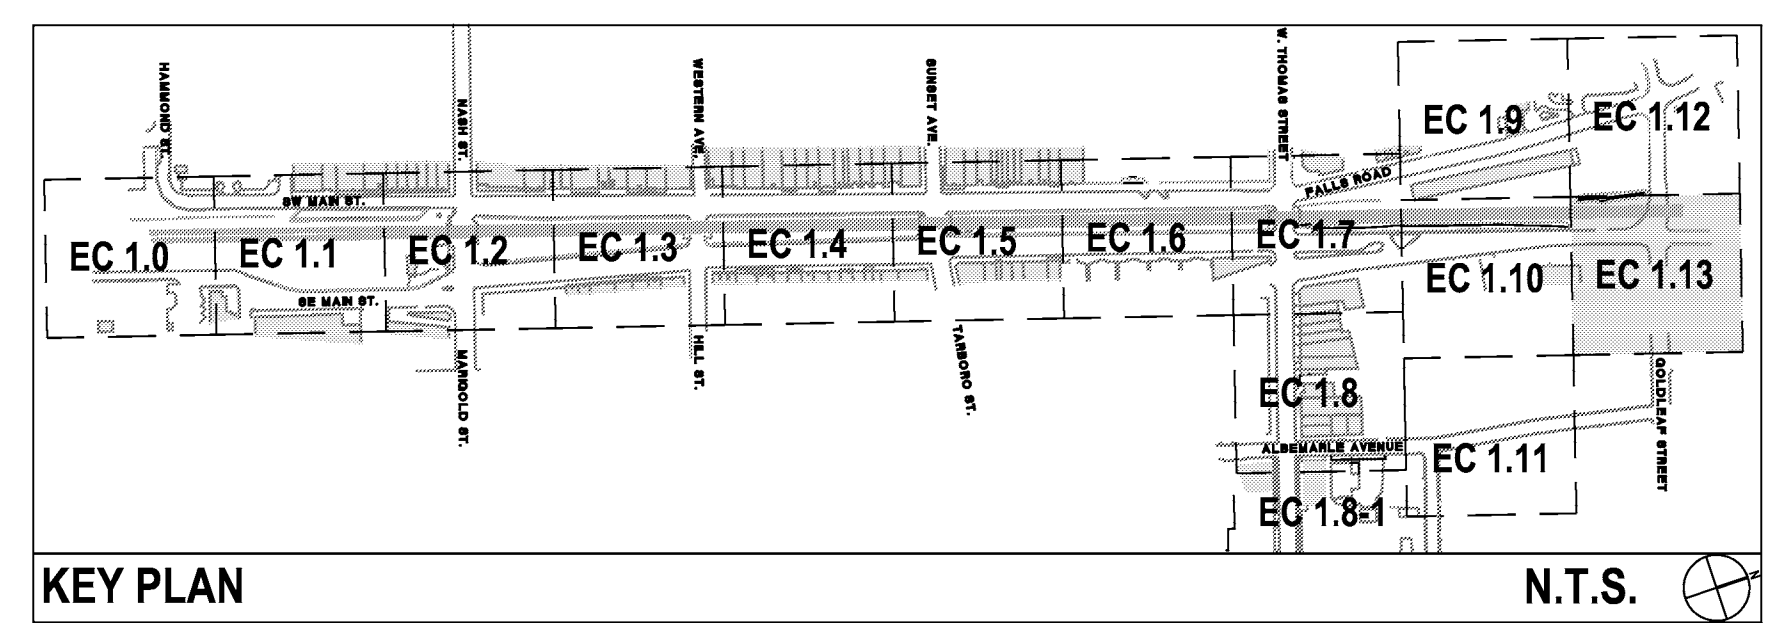 W. THOMAS STREET
HAMMOND ST.
NASH ST.
WESTERN AVE.
SUNSET AVE.
EC 1.9
EC 1.12
FALLS ROAD
SW MAIN ST.
EC 1.0
EC 1.1
EC 1.2
EC 1.3
EC 1.4
EC 1.5
EC 1.6
EC 1.7
EC 1.10
EC 1.13
SE MAIN ST.
MARIGOLD ST.
HILL ST.
TARBORO ST.
EC 1.8
GOLDLEAF STREET
ALBEMARLE AVENUE
EC 1.11
EC 1.8-1
KEY PLAN
N.T.S.
N